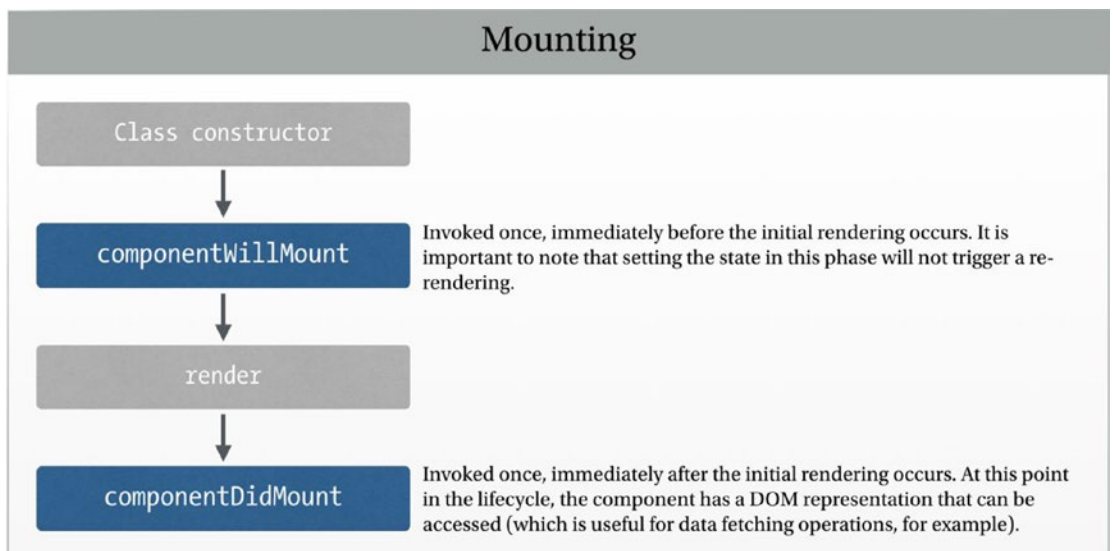 Mounting
Class constructor
componentWillMount
Invoked once, immediately before the initial rendering occurs. It is
important to note that setting the state in this phase will not trigger a re-
rendering.
render
componentDidMount
Invoked once, immediately after the initial rendering occurs. At this point
in the lifecycle, the component has a DOM representation that can be
accessed (which is useful for data fetching operations, for example).